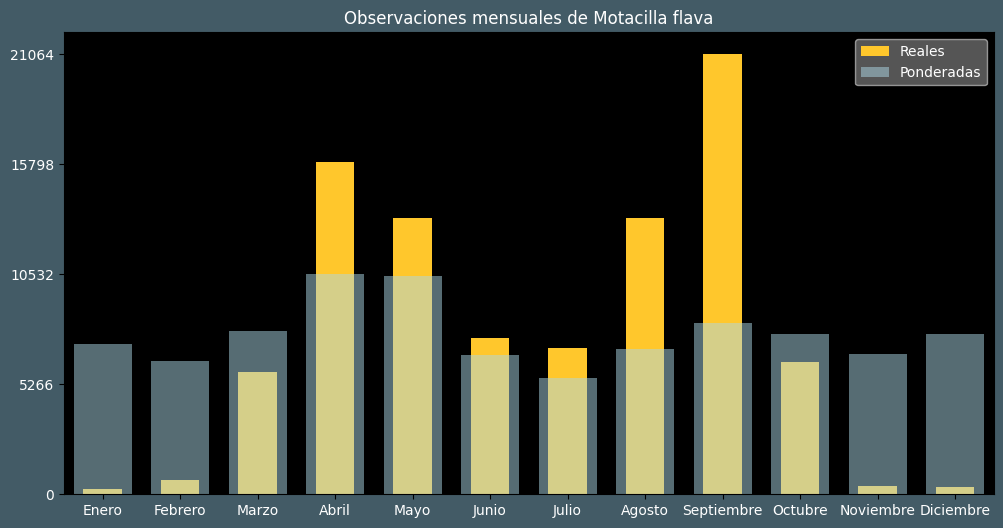 Observaciones mensuales de Motacilla flava
Reales
Ponderadas
21064
15798
10532
5266
0
Enero Febrero Marzo Abril Mayo Junio Julio Agosto Septiembre Octubre Noviembre Diciembre